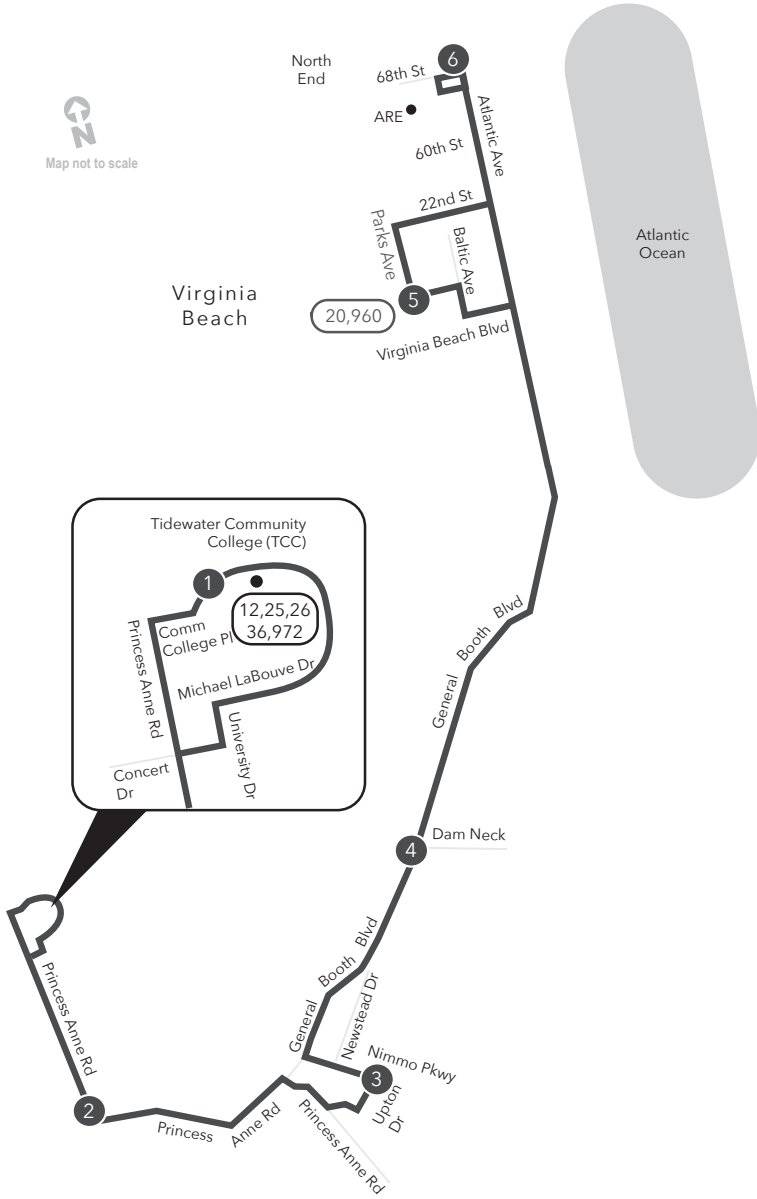 6
North
End
68th St
N
Map not to scale
ARE
Atlantic Ave
60th St
22nd St
Parks Ave
Baltic Ave
Atlantic
Ocean
Virginia
Beach
5
20,960
Virginia Beach Blvd
Tidewater Community
College (TCC)
1
12,25,26
36,972
Comm
College Pl
Princess Anne Rd
Michael LaBouve Dr
University Dr
Concert
Dr
General Booth Blvd
4
Dam Neck
Princess Anne Rd
General Booth Blvd
Newstead Dr
Nimmo Pkwy
3
Upton
Dr
2
Princess Anne Rd
Princess Anne Rd